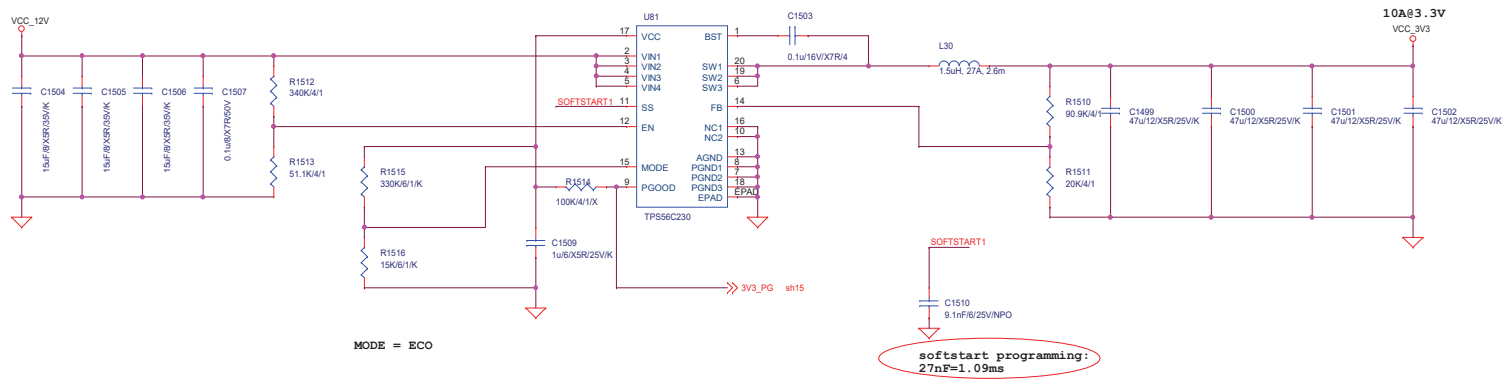 10A@3.3V
VCC_12V
VCC_3V3
U81
C1503
0.1u/16V/X7R/4
L30
1.5uH, 27A, 2.6m
17
VCC
BST
1
2
VIN1
3
VIN2
4
VIN3
5
VIN4
SW1
20
SW2
19
SW3
6
SOFTSTART1
11
SS
FB
14
12
EN
NC1
16
NC2
10
15
MODE
AGND
13
PGND1
8
PGND2
7
9
PGOOD
PGND3
18
EPAD
EPAD
TPS56C230
C1504
15uF/8/X5R/35V/K
C1505
15uF/8/X5R/35V/K
C1506
15uF/8/X5R/35V/K
C1507
0.1u/8/X7R/50V
R1512
340K/4/1
R1513
51.1K/4/1
R1515
330K/6/1/K
R1514
100K/4/1/X
R1516
15K/6/1/K
C1509
1u/6/X5R/25V/K
R1510
90.9K/4/1
R1511
20K/4/1
C1499
47u/12/X5R/25V/K
C1500
47u/12/X5R/25V/K
C1501
47u/12/X5R/25V/K
C1502
47u/12/X5R/25V/K
3V3_PG sh15
SOFTSTART1
C1510
9.1nF/6/25V/NPO
MODE = ECO
softstart programming:
27nF=1.09ms